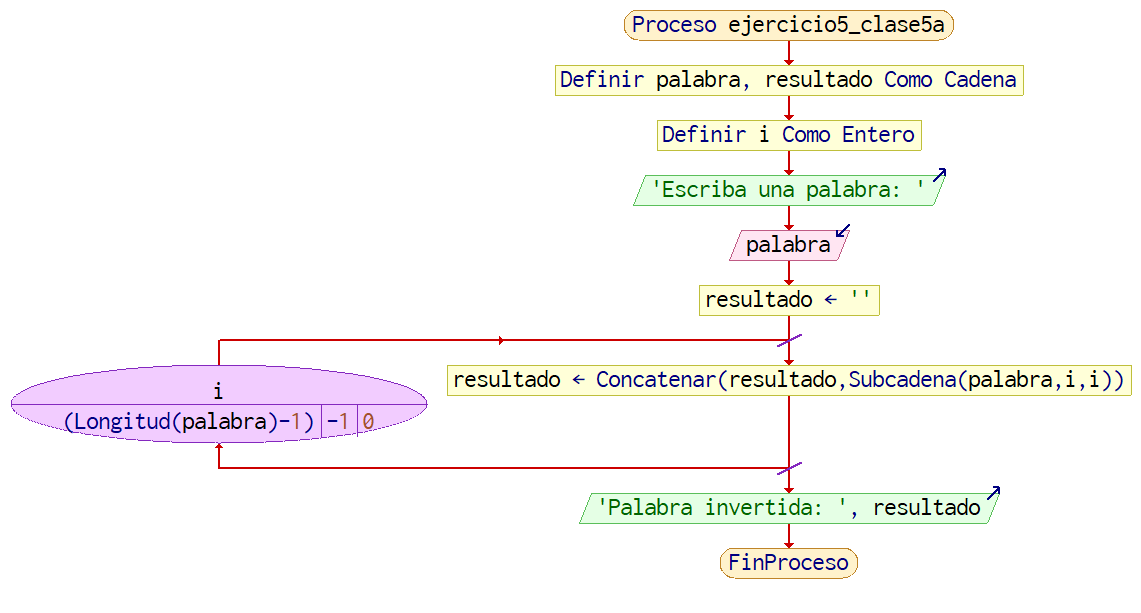 Proceso ejercicio5_clase5a
Definir palabra, resultado Como Cadena
Definir i Como Entero
'Escriba una palabra: '
palabra
resultado ← ''
i
(Longitud(palabra)-1) -1 0
resultado ← Concatenar(resultado,Subcadena(palabra,i,i))
'Palabra invertida: ', resultado
FinProceso